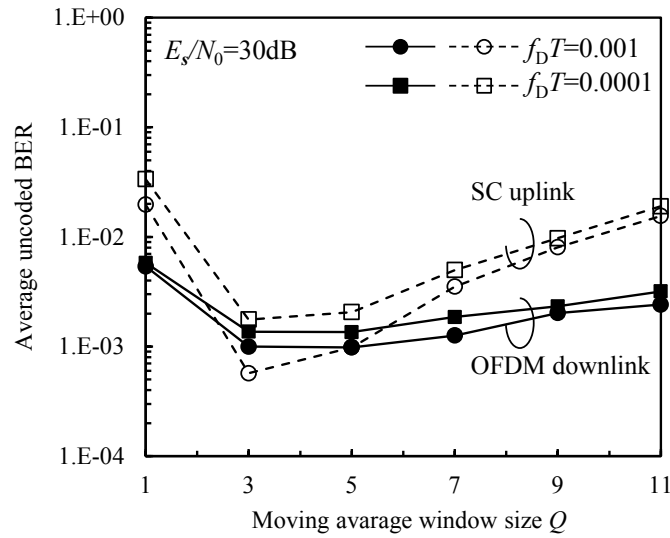 1.E+00
1.E-01
1.E-02
1.E-03
1.E-04
Average uncoded BER
Es/N0=30dB
fDT=0.001
fDT=0.0001
SC uplink
OFDM downlink
1 3 5 7 9 11
Moving avarage window size Q